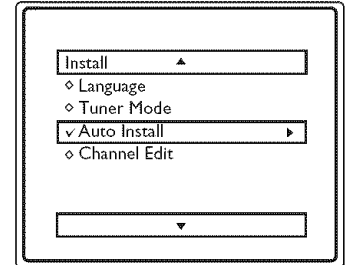 Install
Language
Tuner Mode
Auto Install
Channel Edit